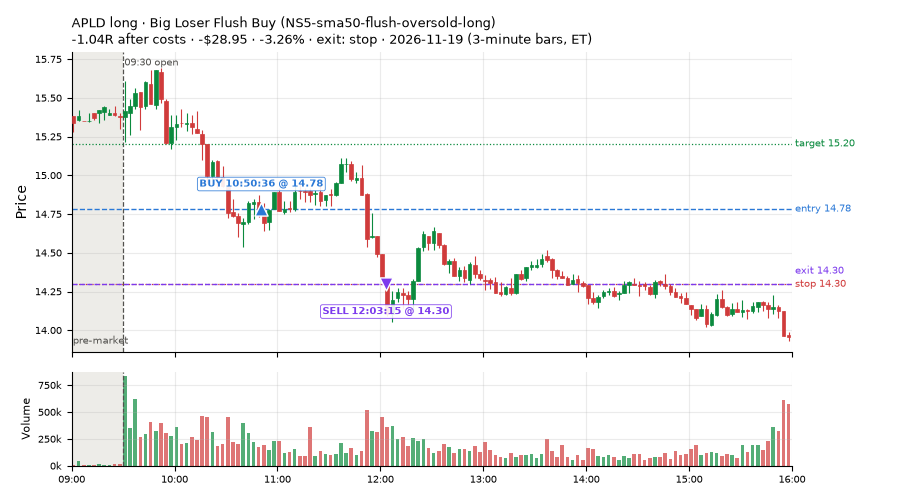 APLD long · Big Loser Flush Buy (NS5-sma50-flush-oversold-long)
-1.04R after costs · -$28.95 · -3.26% · exit: stop · 2026-11-19 (3-minute bars, ET)
15.75
09:30 open
15.50
15.25
target 15.20
15.00
BUY 10:50:36 @ 14.78
Price
14.75
entry 14.78
14.50
exit 14.30
14.25
stop 14.30
SELL 12:03:15 @ 14.30
14.00
pre-market
750k
500k
Volume
250k
0k
09:00
10:00
11:00
12:00
13:00
14:00
15:00
16:00